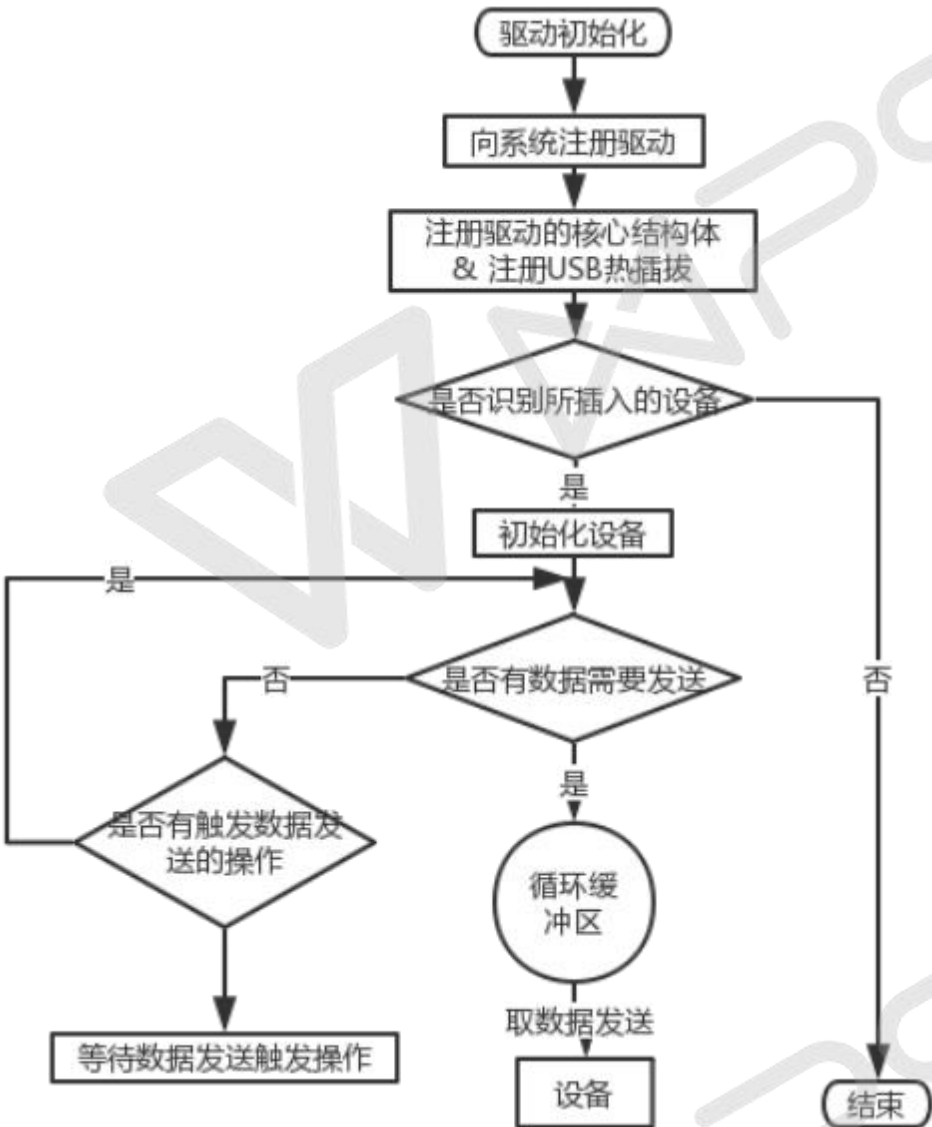 驱动初始化
向系统注册驱动
注册驱动的核心结构体
& 注册USB热插拔
是否识别所插入的设备
是
初始化设备
是
是否有数据需要发送
否
否
是
是否有触发数据发
送的操作
循环缓
冲区
取数据发送
等待数据发送触发操作
设备
结束
WPS